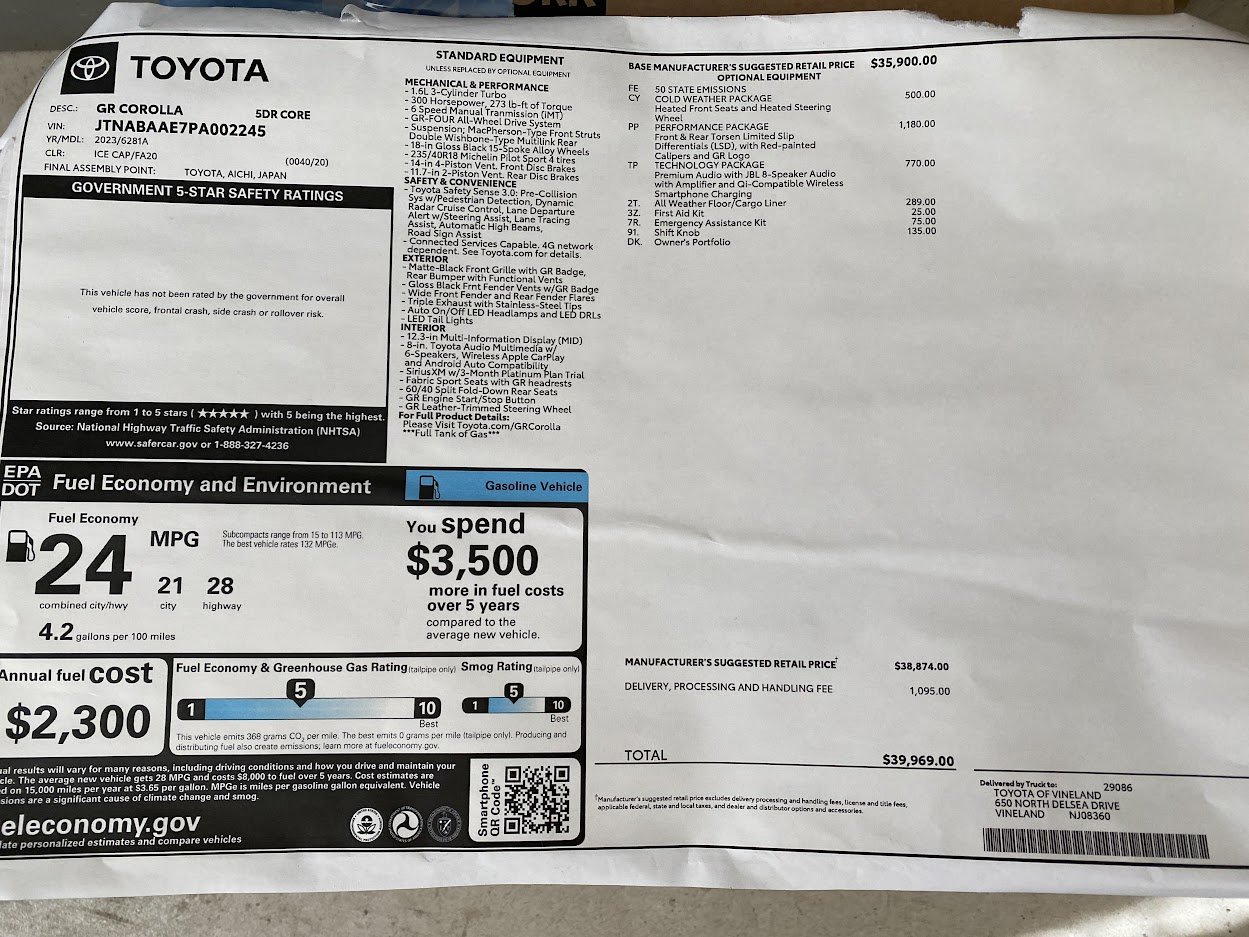 TOYOTA
DESC.: GR COROLLA 5DR CORE
VIN: JTNABAAE7PA002245
YR/MDL: 2023/6281A
CLR: ICE CAP/FA20 (0040/20)
FINAL ASSEMBLY POINT: TOYOTA, AICHI, JAPAN
GOVERNMENT 5-STAR SAFETY RATINGS
This vehicle has not been rated by the government for overall
vehicle score, frontal crash, side crash or rollover risk.
Star ratings range from 1 to 5 stars ( ★★★★★ ) with 5 being the highest.
Source: National Highway Traffic Safety Administration (NHTSA)
www.safercar.gov or 1-888-327-4236
STANDARD EQUIPMENT
UNLESS REPLACED BY OPTIONAL EQUIPMENT
MECHANICAL & PERFORMANCE
- 1.6L 3-Cylinder Turbo
- 300 Horsepower, 273 lb-ft of Torque
- 6 Speed Manual Tranmission (iMT)
- GR-FOUR All-Wheel Drive System
- Suspension; MacPherson-Type Front Struts
Double Wishbone-Type Multilink Rear
- 18-in Gloss Black 15-Spoke Alloy Wheels
- 235/40R18 Michelin Pilot Sport 4 tires
- 14-in 4-Piston Vent. Front Disc Brakes
- 11.7-in 2-Piston Vent. Rear Disc Brakes
SAFETY & CONVENIENCE
- Toyota Safety Sense 3.0: Pre-Collision
Sys w/Pedestrian Detection, Dynamic
Radar Cruise Control, Lane Departure
Alert w/Steering Assist, Lane Tracing
Assist, Automatic High Beams,
Road Sign Assist
- Connected Services Capable. 4G network
dependent. See Toyota.com for details.
EXTERIOR
- Matte-Black Front Grille with GR Badge,
Rear Bumper with Functional Vents
- Gloss Black Frnt Fender Vents w/GR Badge
- Wide Front Fender and Rear Fender Flares
- Triple Exhaust with Stainless-Steel Tips
- Auto On/Off LED Headlamps and LED DRLs
- LED Tail Lights
INTERIOR
- 12.3-in Multi-Information Display (MID)
- 8-in. Toyota Audio Multimedia w/
6-Speakers, Wireless Apple CarPlay
and Android Auto Compatibility
- SiriusXM w/3-Month Platinum Plan Trial
- Fabric Sport Seats with GR headrests
- 60/40 Split Fold-Down Rear Seats
- GR Engine Start/Stop Button
- GR Leather-Trimmed Steering Wheel
For Full Product Details:
Please Visit Toyota.com/GRCorolla
***Full Tank of Gas***
BASE MANUFACTURER'S SUGGESTED RETAIL PRICE $35,900.00
OPTIONAL EQUIPMENT
FE 50 STATE EMISSIONS
CY COLD WEATHER PACKAGE 500.00
Heated Front Seats and Heated Steering
Wheel
PP PERFORMANCE PACKAGE 1,180.00
Front & Rear Torsen Limited Slip
Differentials (LSD), with Red-painted
Calipers and GR Logo
TP TECHNOLOGY PACKAGE 770.00
Premium Audio with JBL 8-Speaker Audio
with Amplifier and Qi-Compatible Wireless
Smartphone Charging
2T. All Weather Floor/Cargo Liner 289.00
3Z. First Aid Kit 25.00
7R. Emergency Assistance Kit 75.00
91. Shift Knob 135.00
DK. Owner's Portfolio
EPA
DOT Fuel Economy and Environment
Gasoline Vehicle
Fuel Economy
24 MPG
Subcompacts range from 15 to 113 MPG.
The best vehicle rates 132 MPGe.
21 28
combined city/hwy city highway
4.2 gallons per 100 miles
You spend
$3,500
more in fuel costs
over 5 years
compared to the
average new vehicle.
Annual fuel cost
$2,300
Fuel Economy & Greenhouse Gas Rating (tailpipe only)
5
1 10
Best
Smog Rating (tailpipe only)
5
1 10
Best
This vehicle emits 368 grams CO₂ per mile. The best emits 0 grams per mile (tailpipe only). Producing and
distributing fuel also create emissions; learn more at fueleconomy.gov.
ual results will vary for many reasons, including driving conditions and how you drive and maintain your
cle. The average new vehicle gets 28 MPG and costs $8,000 to fuel over 5 years. Cost estimates are
d on 15,000 miles per year at $3.65 per gallon. MPGe is miles per gasoline gallon equivalent. Vehicle
sions are a significant cause of climate change and smog.
eleconomy.gov
late personalized estimates and compare vehicles
Smartphone
QR Code™
MANUFACTURER'S SUGGESTED RETAIL PRICE† $38,874.00
DELIVERY, PROCESSING AND HANDLING FEE 1,095.00
TOTAL $39,969.00
†Manufacturer's suggested retail price excludes delivery processing and handling fees, license and title fees,
applicable federal, state and local taxes, and dealer and distributor options and accessories.
Delivered by Truck to:
TOYOTA OF VINELAND 29086
650 NORTH DELSEA DRIVE
VINELAND NJ08360